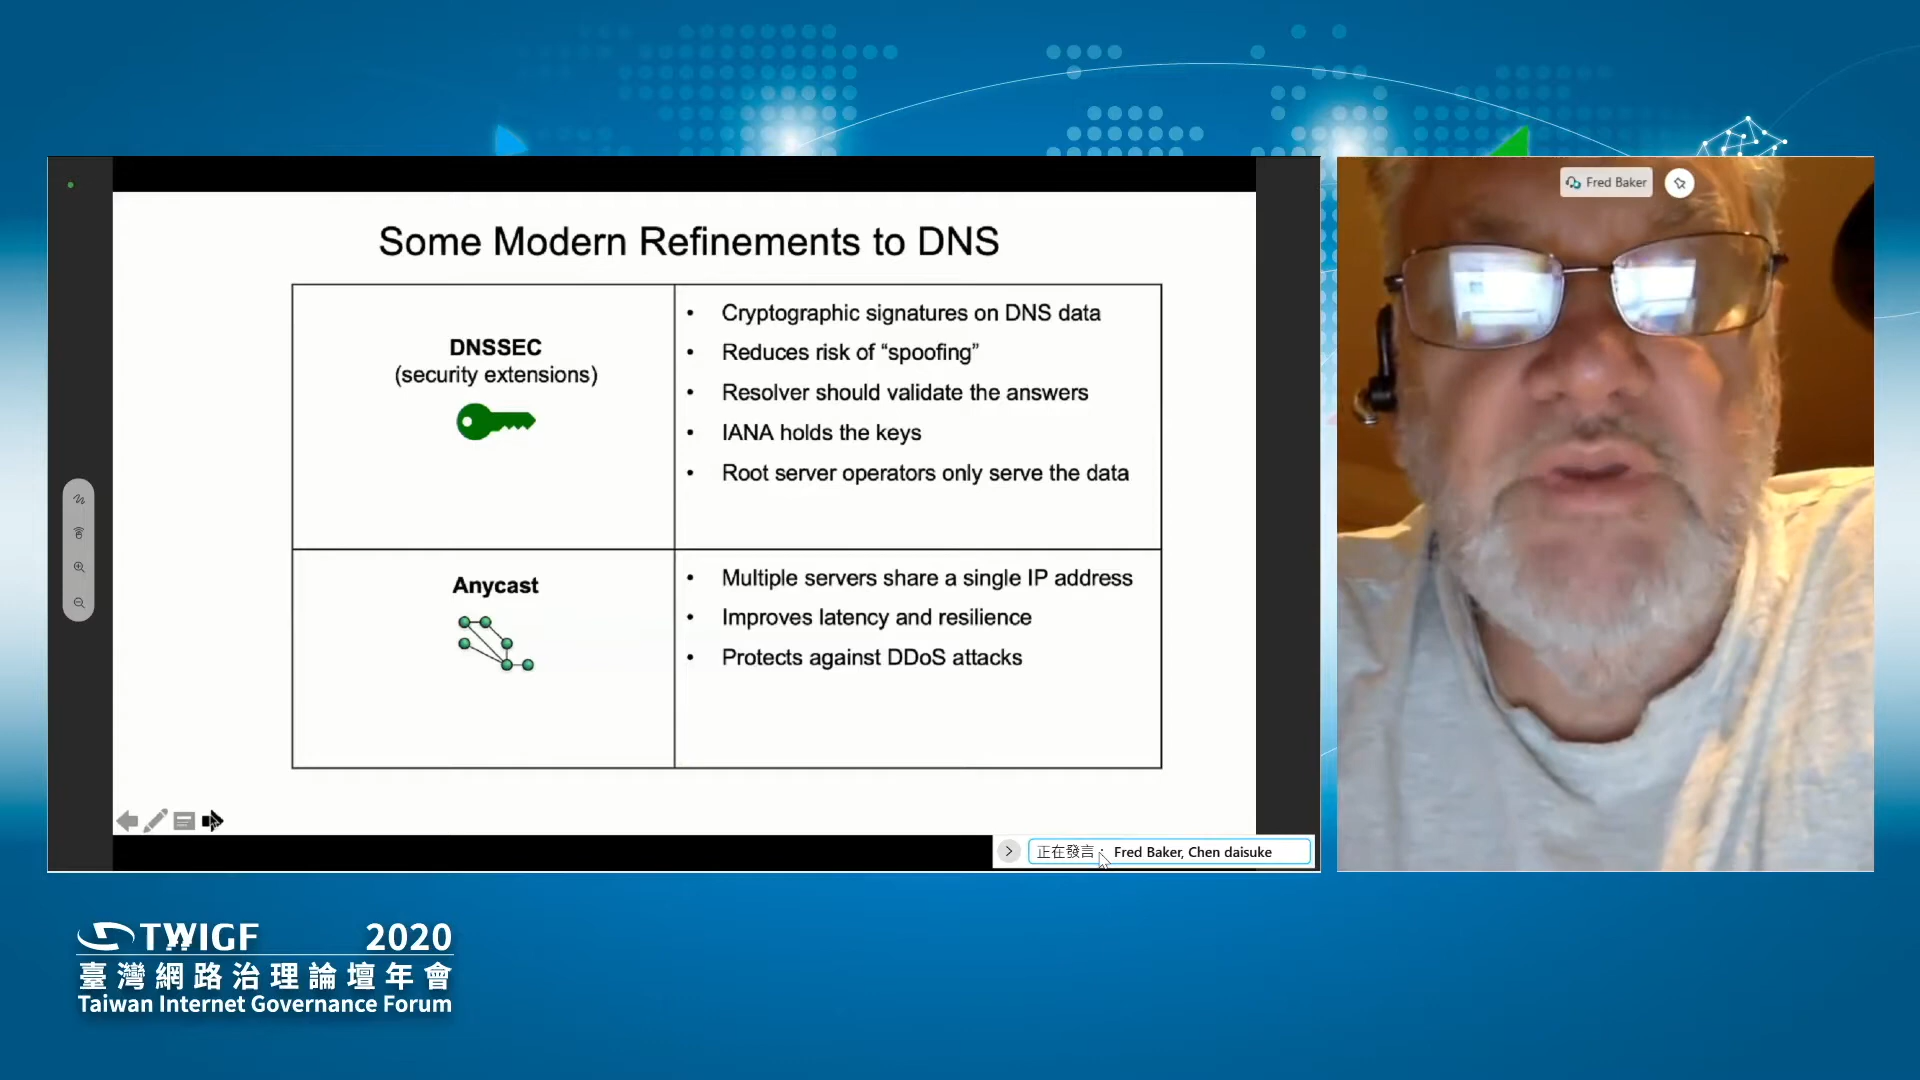 Some Modern Refinements to DNS
DNSSEC
(security extensions)
• Cryptographic signatures on DNS data
• Reduces risk of “spoofing”
• Resolver should validate the answers
• IANA holds the keys
• Root server operators only serve the data
Anycast
• Multiple servers share a single IP address
• Improves latency and resilience
• Protects against DDoS attacks
Fred Baker
正在發言： Fred Baker, Chen daisuke
TWIGF 2020
臺灣網路治理論壇年會
Taiwan Internet Governance Forum